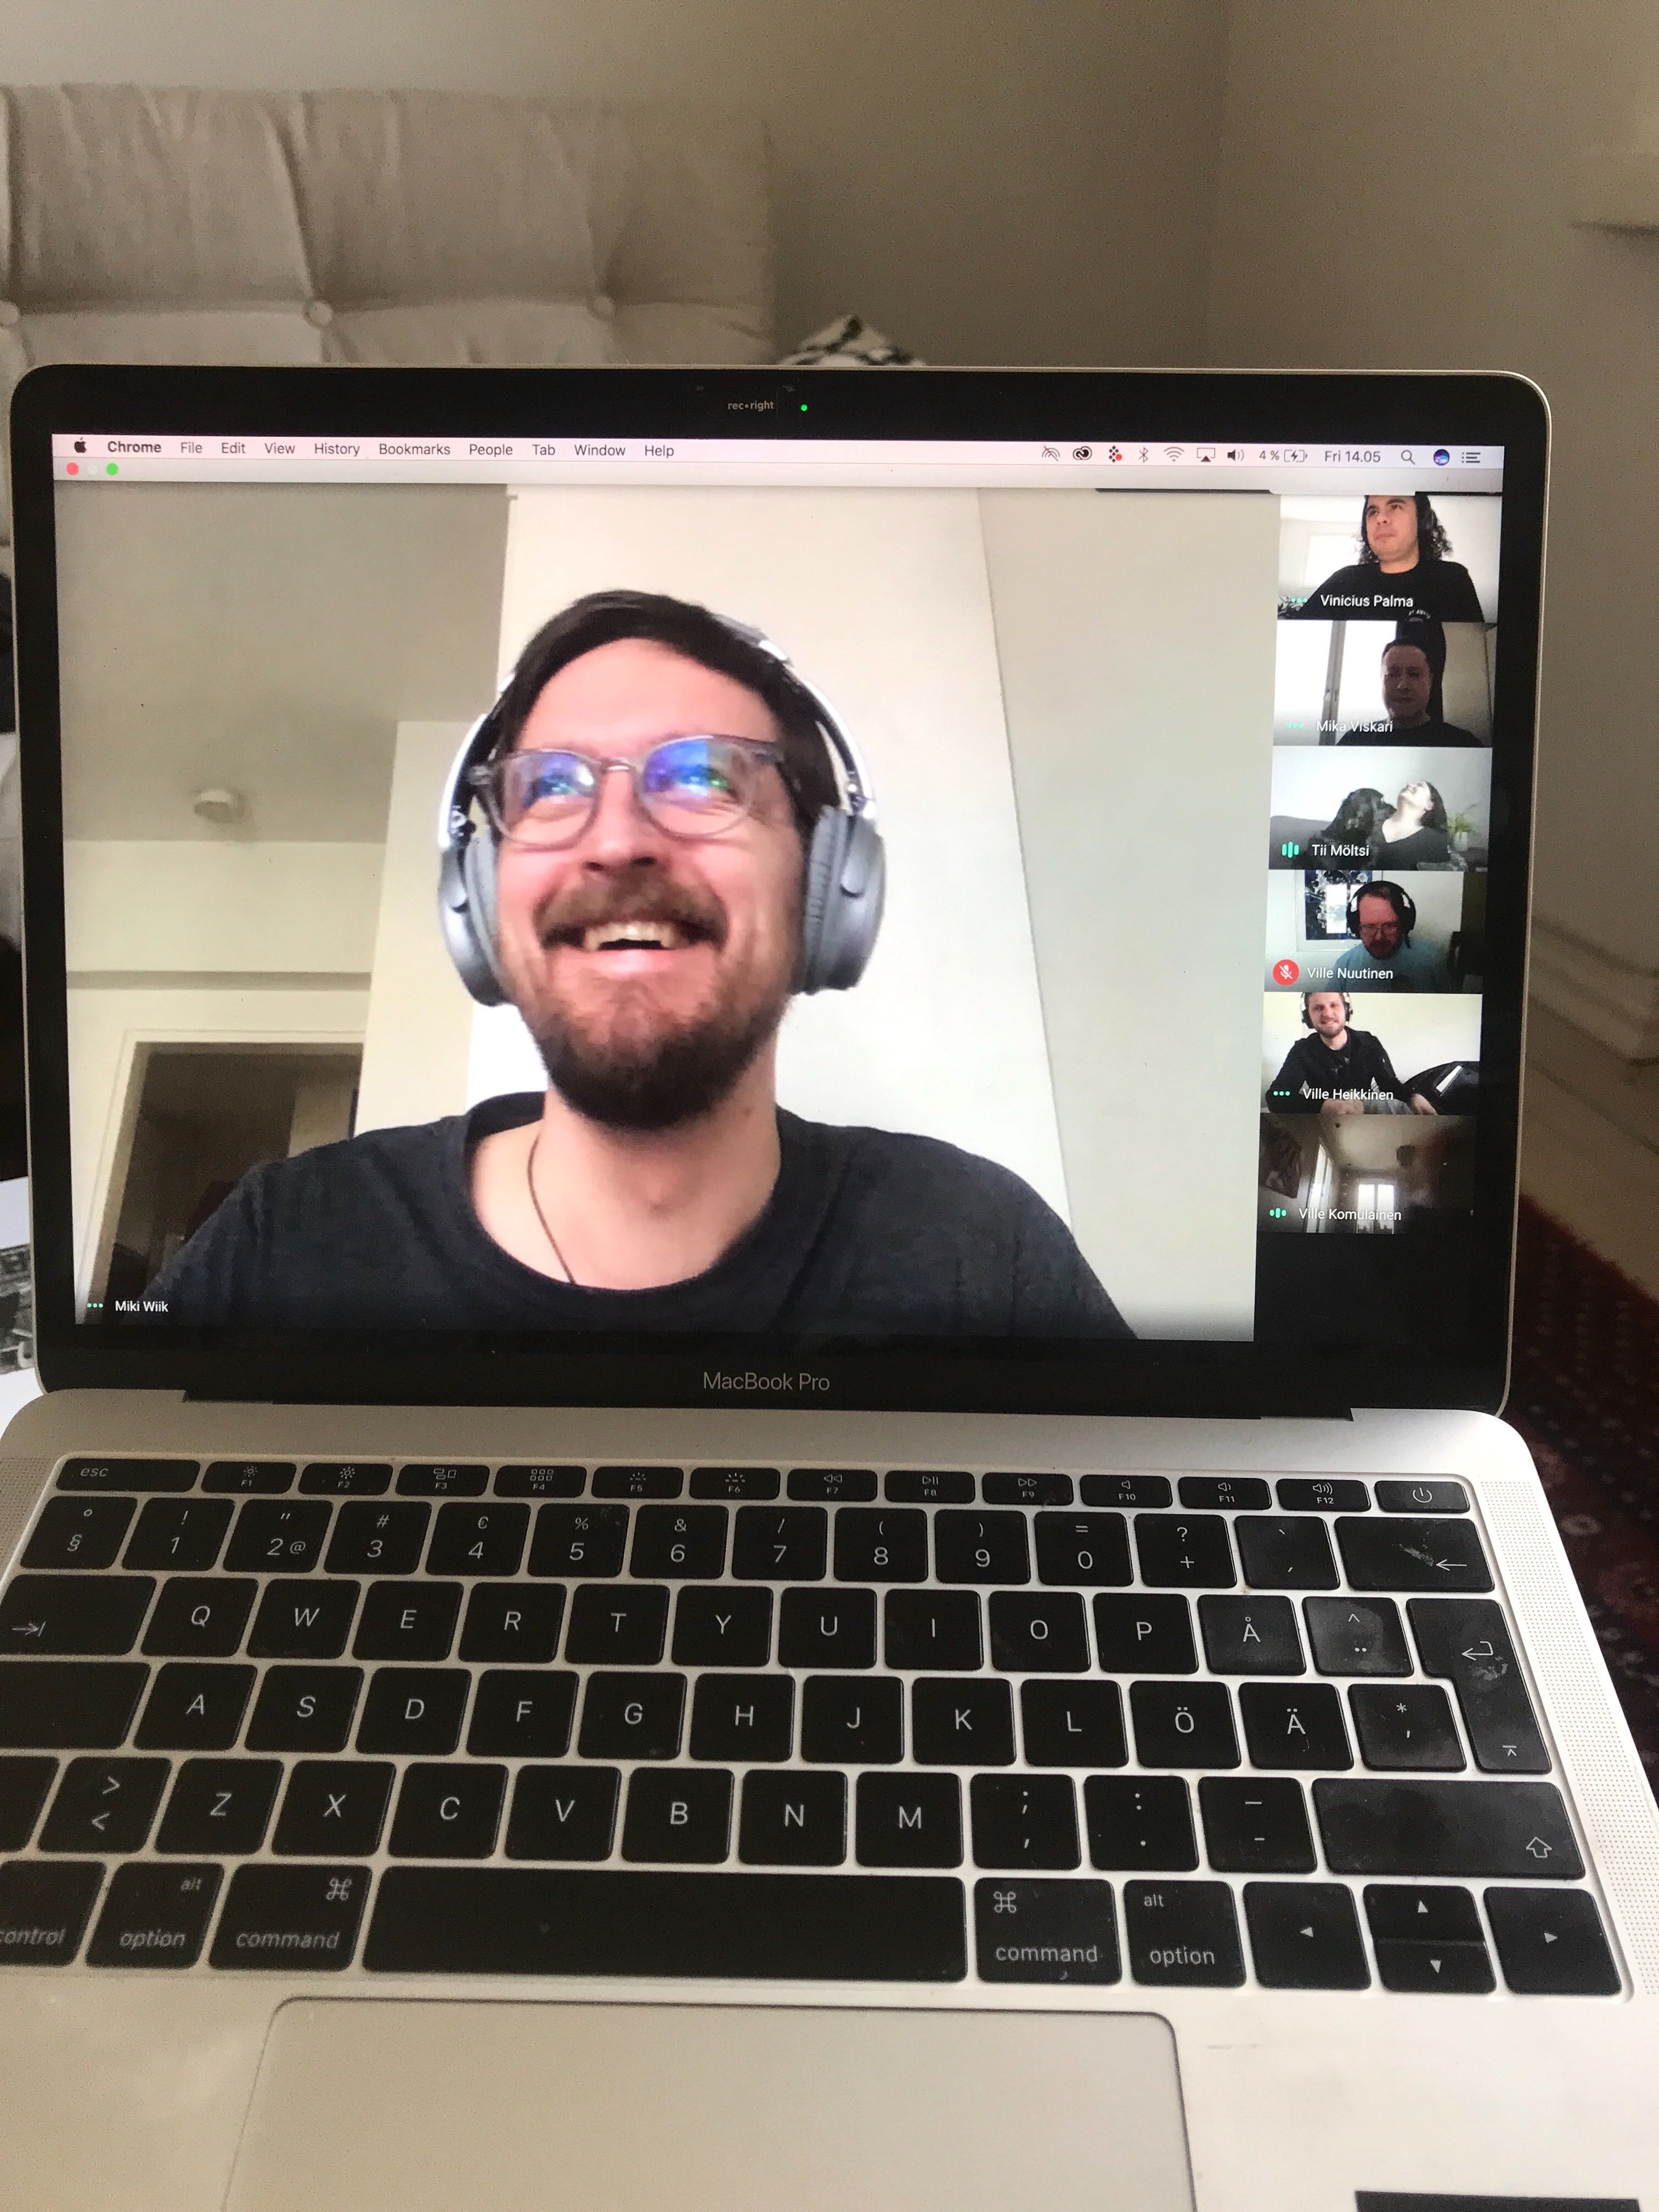 rec•right
Chrome File Edit View History Bookmarks People Tab Window Help 4 % Fri 14.05
Vinicius Palma
Mika Viskari
Tii Möltsi
Ville Nuutinen
Ville Heikkinen
Ville Komulainen
Miki Wiik
MacBook Pro
esc F1 F2 F3 F4 F5 F6 F7 F8 F9 F10 F11 F12
° ! " # € % & / ( ) = ? `
§ 1 2 @ 3 4 5 6 7 8 9 0 + ´
Q W E R T Y U I O P Å ^ ¨
A S D F G H J K L Ö Ä * '
> < Z X C V B N M ; , : . _ -
alt ⌘ ⌘ alt
control option command command option